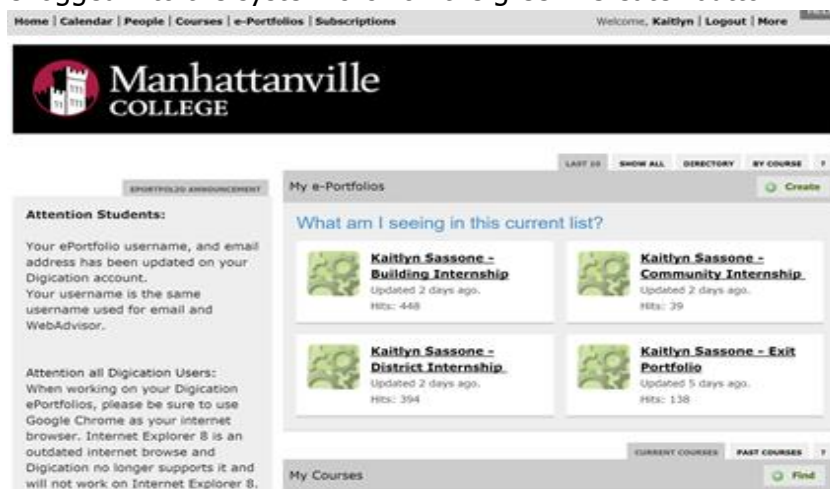 Home | Calendar | People | Courses | e-Portfolios | Subscriptions
Welcome, Kaitlyn | Logout | More
Manhattanville
COLLEGE
LAST 10 SHOW ALL DIRECTORY BY COURSE ?
EPORTFOLIO ANNOUNCEMENT
Attention Students:
Your ePortfolio username, and email
address has been updated on your
Digication account.
Your username is the same
username used for email and
WebAdvisor.
Attention all Digication Users:
When working on your Digication
ePortfolios, please be sure to use
Google Chrome as your internet
browser. Internet Explorer 8 is an
outdated internet browse and
Digication no longer supports it and
will not work on Internet Explorer 8.
My e-Portfolios
Create
What am I seeing in this current list?
Kaitlyn Sassone -
Building Internship
Updated 2 days ago.
Hits: 448
Kaitlyn Sassone -
Community Internship
Updated 2 days ago.
Hits: 39
Kaitlyn Sassone -
District Internship
Updated 2 days ago.
Hits: 394
Kaitlyn Sassone - Exit
Portfolio
Updated 5 days ago.
Hits: 138
CURRENT COURSES PAST COURSES ?
My Courses
Find